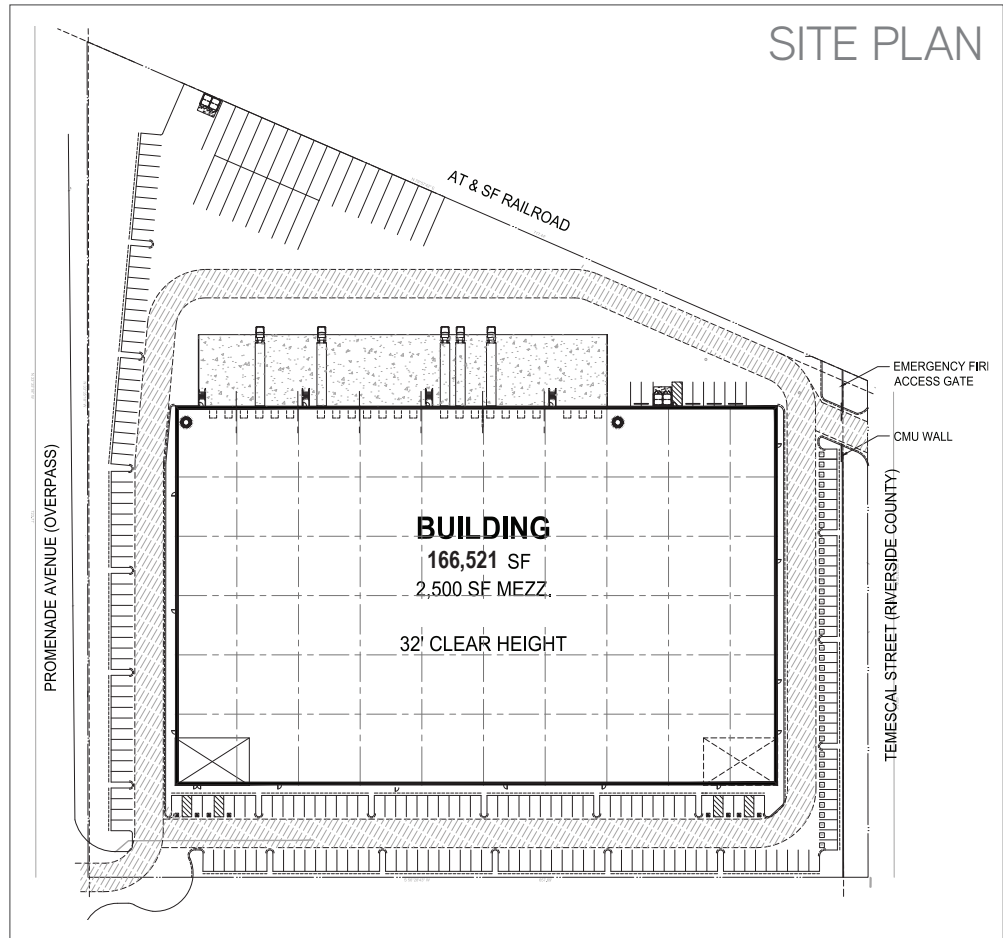 SITE PLAN
AT & SF RAILROAD
EMERGENCY FIR
ACCESS GATE
CMU WALL
PROMENADE AVENUE (OVERPASS)
BUILDING
166,521 SF
2,500 SF MEZZ.
32' CLEAR HEIGHT
TEMESCAL STREET (RIVERSIDE COUNTY)